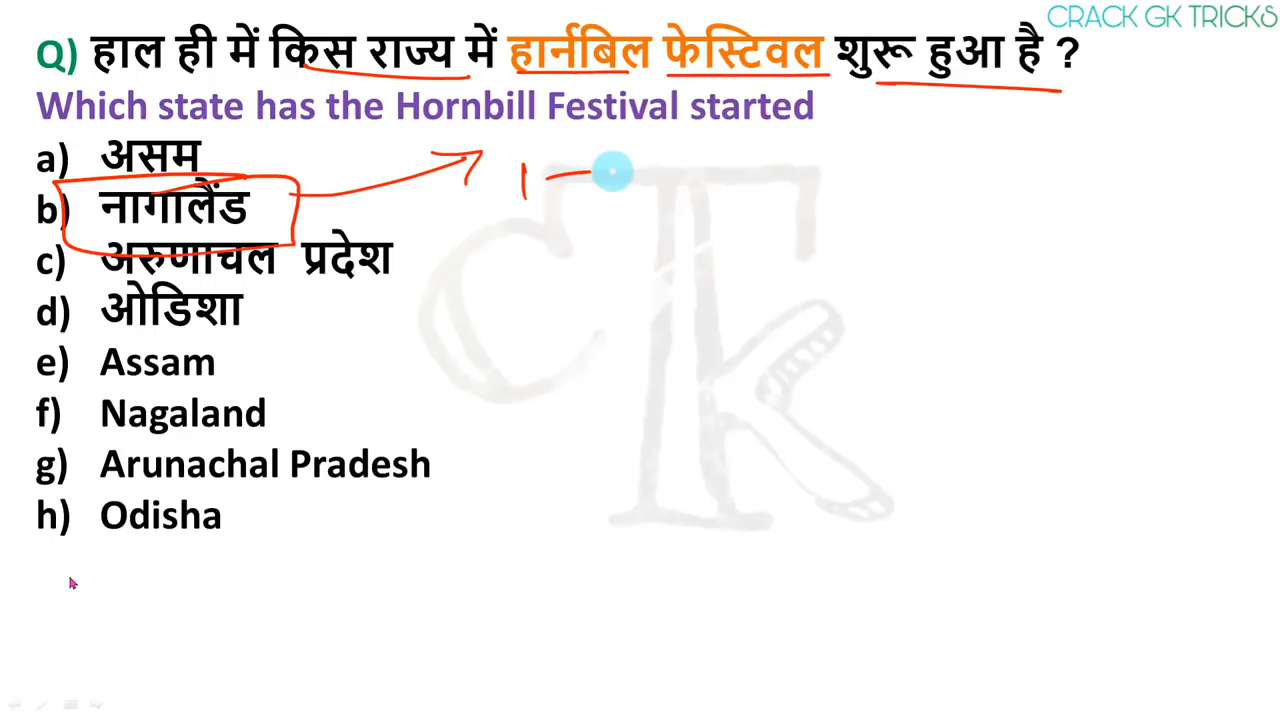 CRACK GK TRICKS
Q) हाल ही में किस राज्य में हार्नबिल फेस्टिवल शुरू हुआ है ?
Which state has the Hornbill Festival started
a) असम
b) नागालैंड
c) अरुणाचल प्रदेश
d) ओडिशा
e) Assam
f) Nagaland
g) Arunachal Pradesh
h) Odisha
1 –